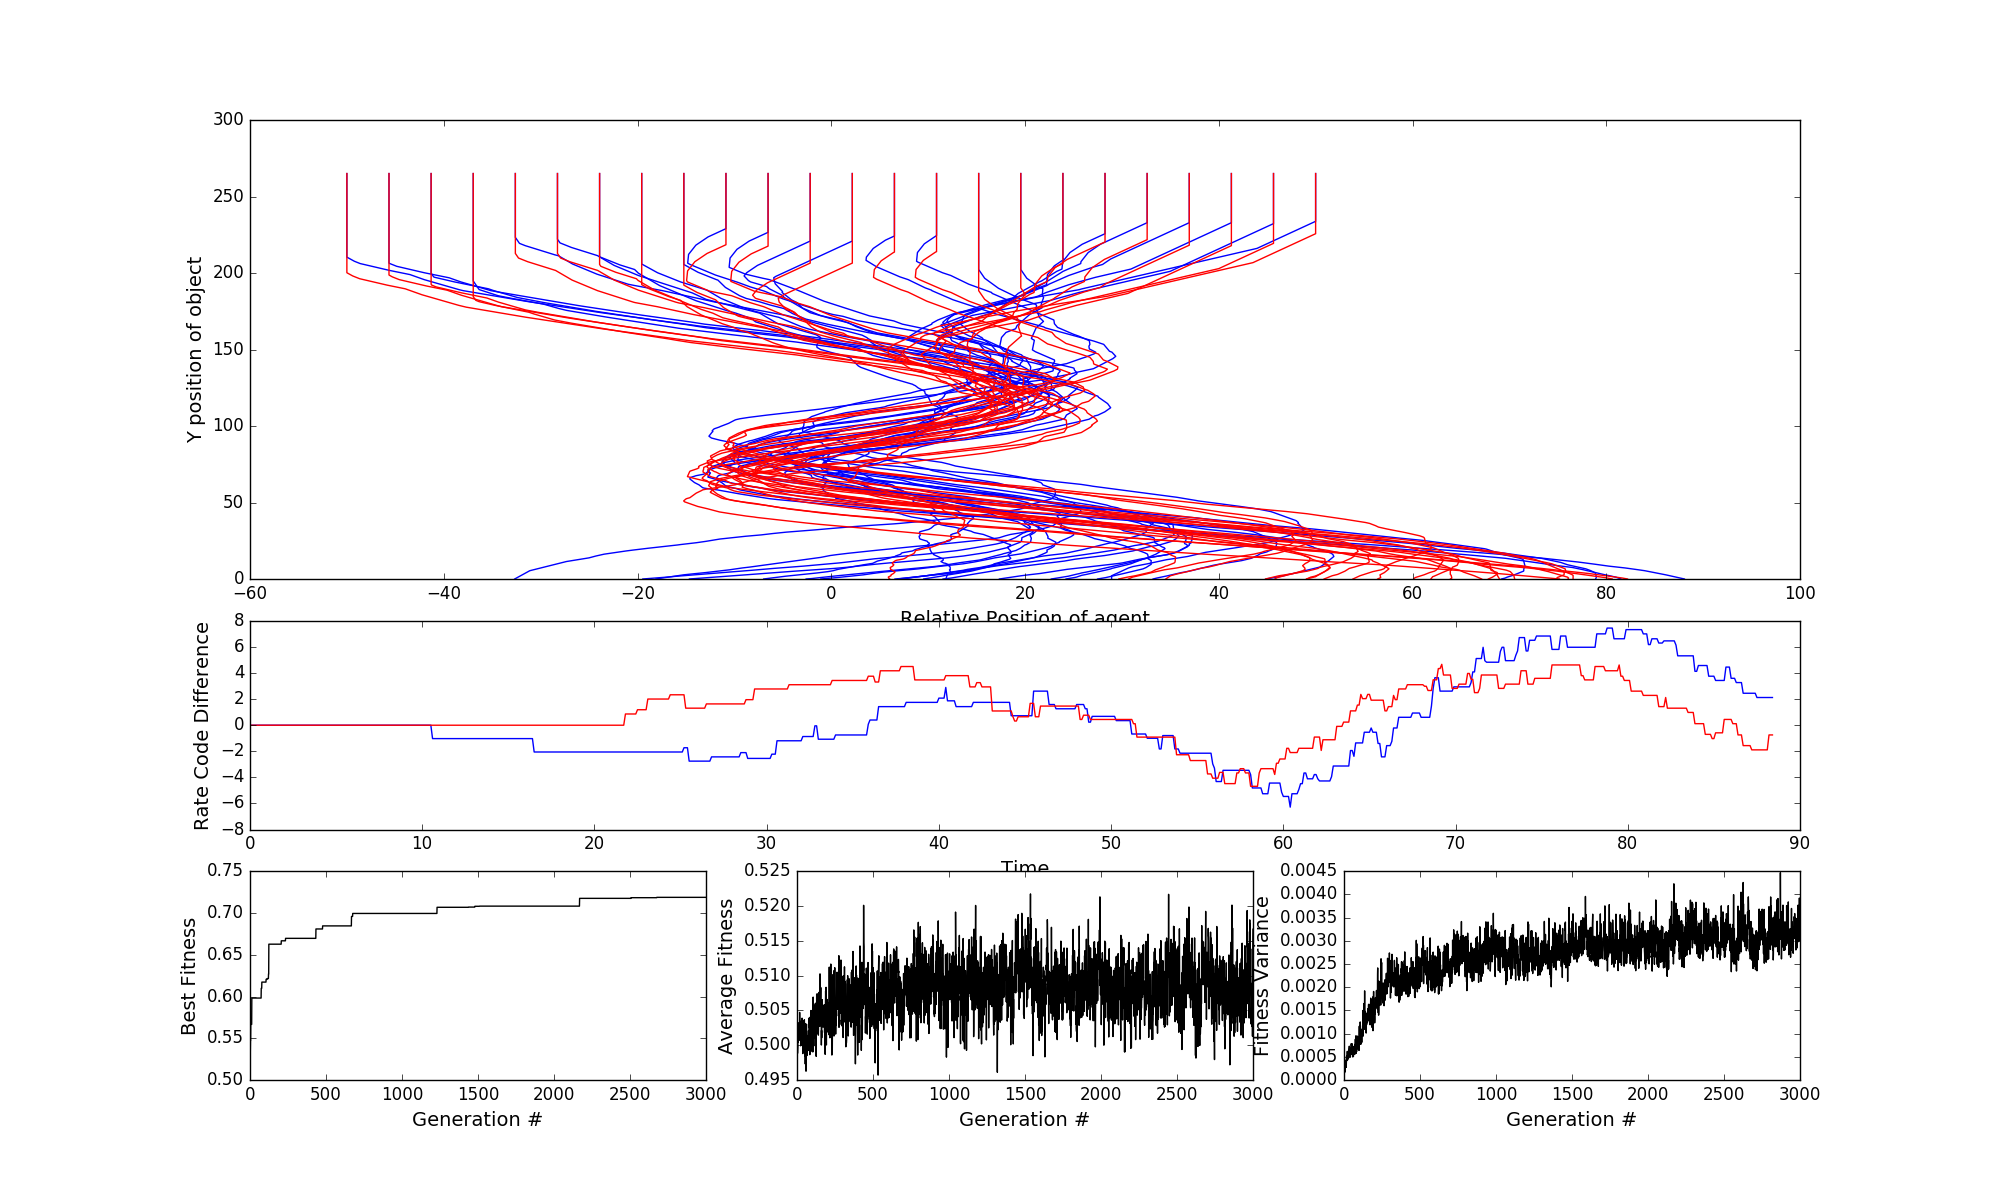 300
250
200
150
100
50
0
Y position of object
−60 −40 −20 0 20 40 60 80 100
Relative Position of agent
8
6
4
2
0
−2
−4
−6
−8
Rate Code Difference
0 10 20 30 40 50 60 70 80 90
Time
0.75
0.70
0.65
0.60
0.55
0.50
Best Fitness
0 500 1000 1500 2000 2500 3000
Generation #
0.525
0.520
0.515
0.510
0.505
0.500
0.495
Average Fitness
0 500 1000 1500 2000 2500 3000
Generation #
0.0045
0.0040
0.0035
0.0030
0.0025
0.0020
0.0015
0.0010
0.0005
0.0000
Fitness Variance
0 500 1000 1500 2000 2500 3000
Generation #